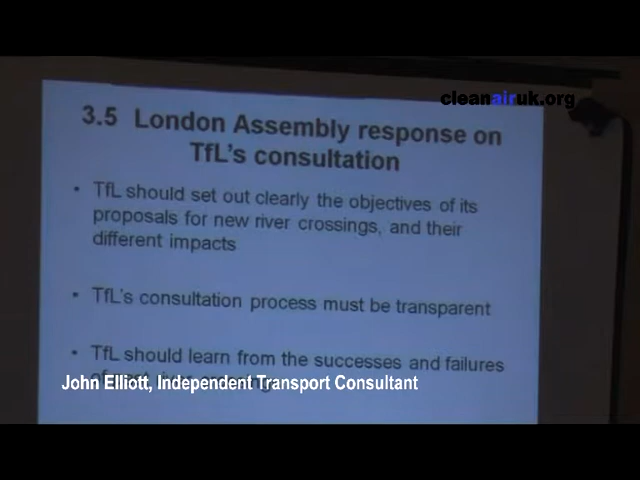 cleanairuk.org
3.5 London Assembly response on
TfL's consultation
• TfL should set out clearly the objectives of its
proposals for new river crossings, and their
different impacts
• TfL's consultation process must be transparent
• TfL should learn from the successes and failures
John Elliott, Independent Transport Consultant